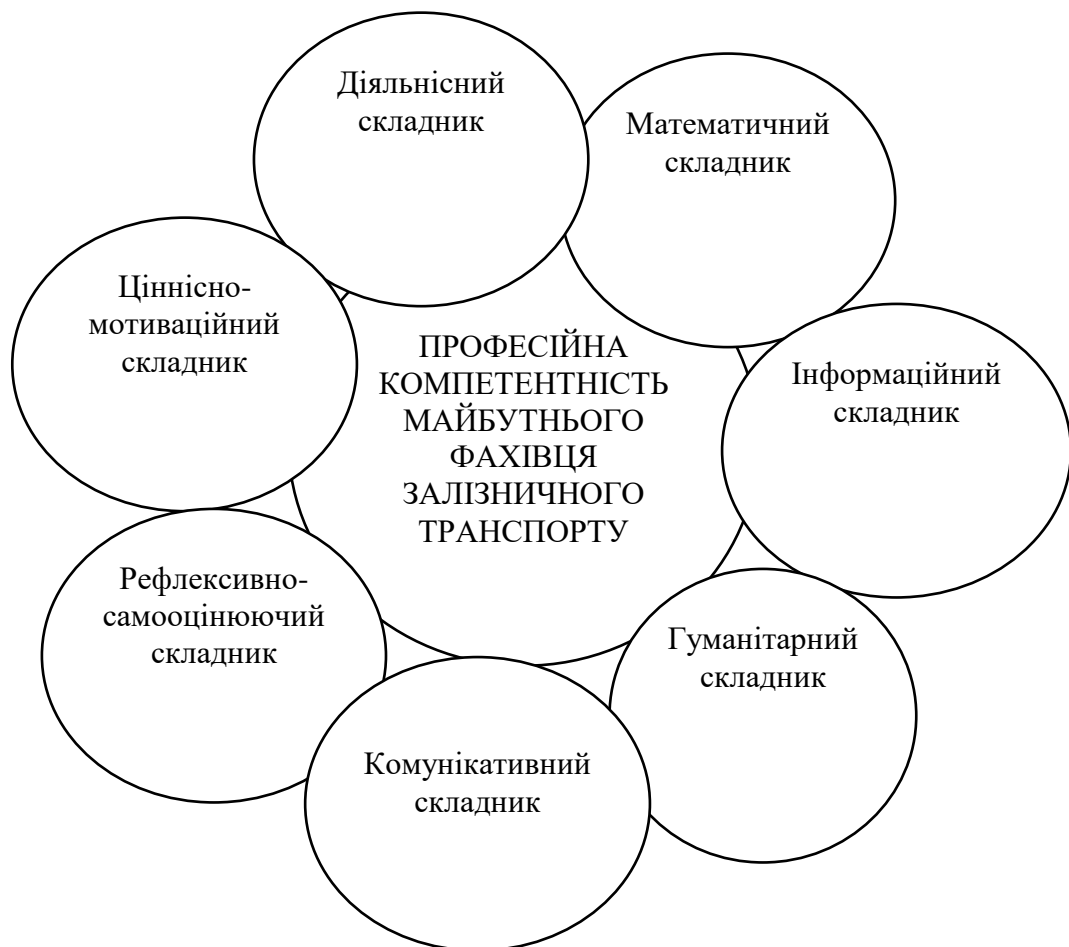 Діяльнісний
складник
Математичний
складник
Ціннісно-
мотиваційний
складник
ПРОФЕСІЙНА
КОМПЕТЕНТНІСТЬ
МАЙБУТНЬОГО
ФАХІВЦЯ
ЗАЛІЗНИЧНОГО
ТРАНСПОРТУ
Інформаційний
складник
Рефлексивно-
самооцінюючий
складник
Гуманітарний
складник
Комунікативний
складник